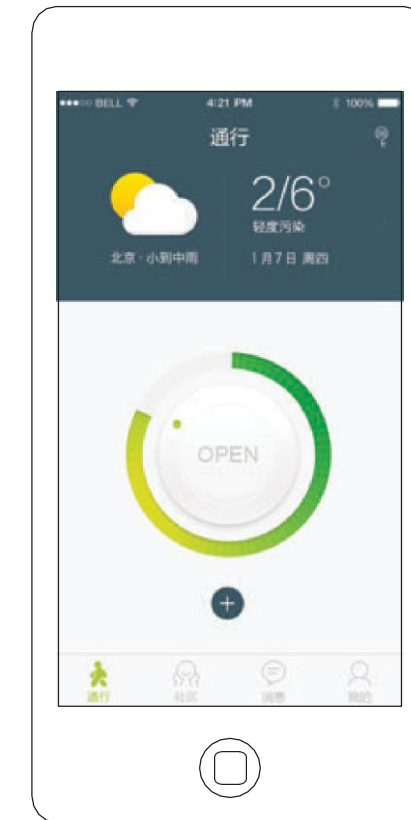 ●●●○○ BELL 4:21 PM 100%
通行
2/6°
轻度污染
北京·小到中雨 1月7日 周四
OPEN
+
通行 社区 消息 我的